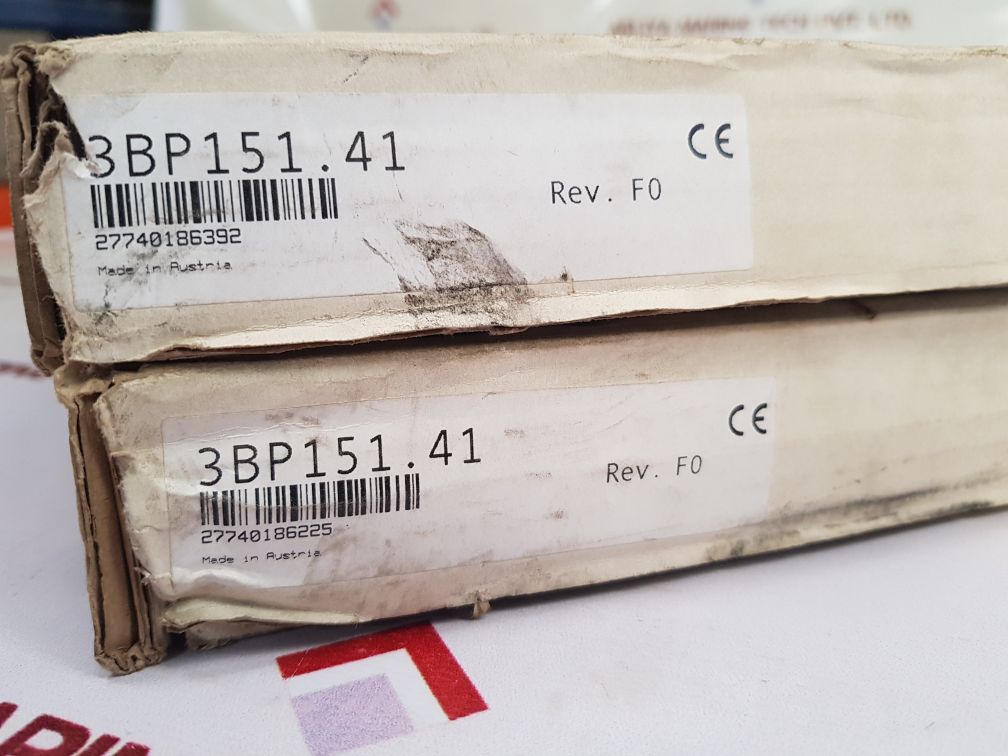 3BP151.41
CE
Rev. F0
27740186392
Made in Austria
3BP151.41
CE
Rev. F0
27740186225
Made in Austria